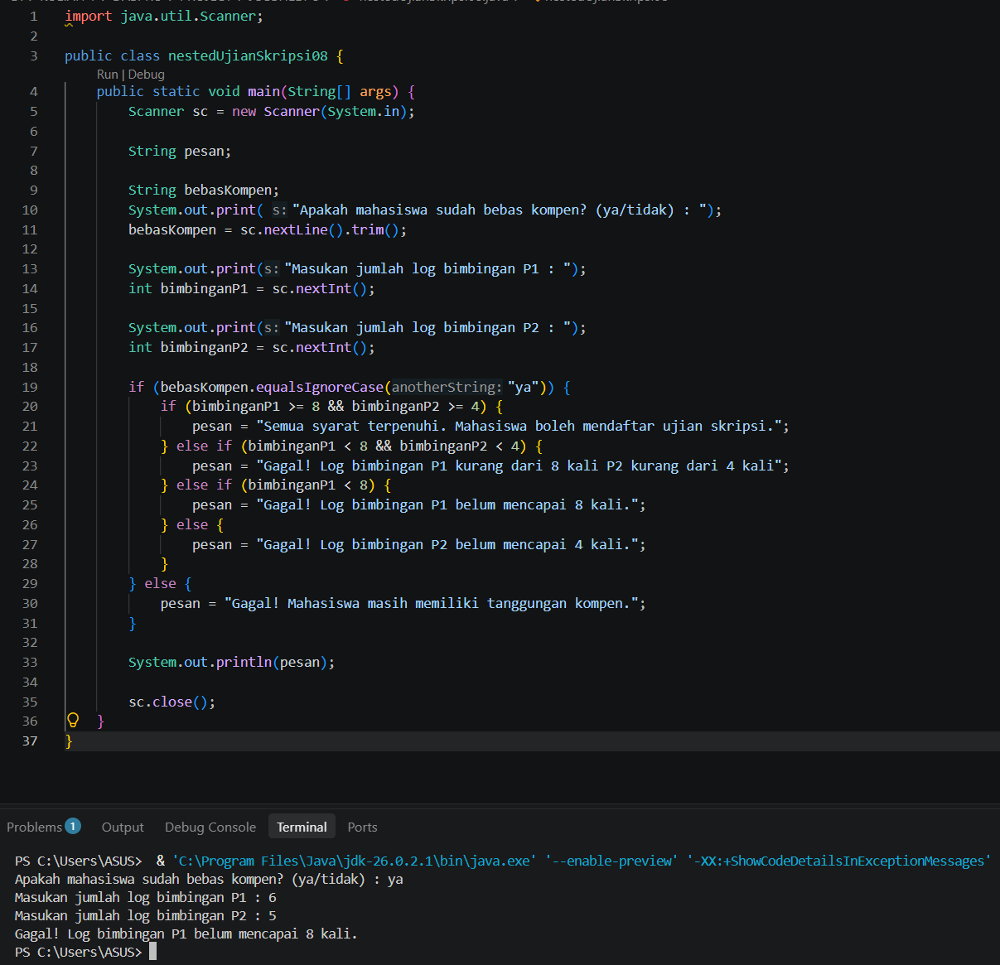 1 import java.util.Scanner;
2
3 public class nestedUjianSkripsi08 {
Run | Debug
4 public static void main(String[] args) {
5 Scanner sc = new Scanner(System.in);
6
7 String pesan;
8
9 String bebasKompen;
10 System.out.print( s: "Apakah mahasiswa sudah bebas kompen? (ya/tidak) : ");
11 bebasKompen = sc.nextLine().trim();
12
13 System.out.print(s: "Masukan jumlah log bimbingan P1 : ");
14 int bimbinganP1 = sc.nextInt();
15
16 System.out.print(s: "Masukan jumlah log bimbingan P2 : ");
17 int bimbinganP2 = sc.nextInt();
18
19 if (bebasKompen.equalsIgnoreCase(anotherString: "ya")) {
20 if (bimbinganP1 >= 8 && bimbinganP2 >= 4) {
21 pesan = "Semua syarat terpenuhi. Mahasiswa boleh mendaftar ujian skripsi.";
22 } else if (bimbinganP1 < 8 && bimbinganP2 < 4) {
23 pesan = "Gagal! Log bimbingan P1 kurang dari 8 kali P2 kurang dari 4 kali";
24 } else if (bimbinganP1 < 8) {
25 pesan = "Gagal! Log bimbingan P1 belum mencapai 8 kali.";
26 } else {
27 pesan = "Gagal! Log bimbingan P2 belum mencapai 4 kali.";
28 }
29 } else {
30 pesan = "Gagal! Mahasiswa masih memiliki tanggungan kompen.";
31 }
32
33 System.out.println(pesan);
34
35 sc.close();
36 }
37 }
Problems 1 Output Debug Console Terminal Ports
PS C:\Users\ASUS>  & 'C:\Program Files\Java\jdk-26.0.2.1\bin\java.exe' '--enable-preview' '-XX:+ShowCodeDetailsInExceptionMessages'
Apakah mahasiswa sudah bebas kompen? (ya/tidak) : ya
Masukan jumlah log bimbingan P1 : 6
Masukan jumlah log bimbingan P2 : 5
Gagal! Log bimbingan P1 belum mencapai 8 kali.
PS C:\Users\ASUS>